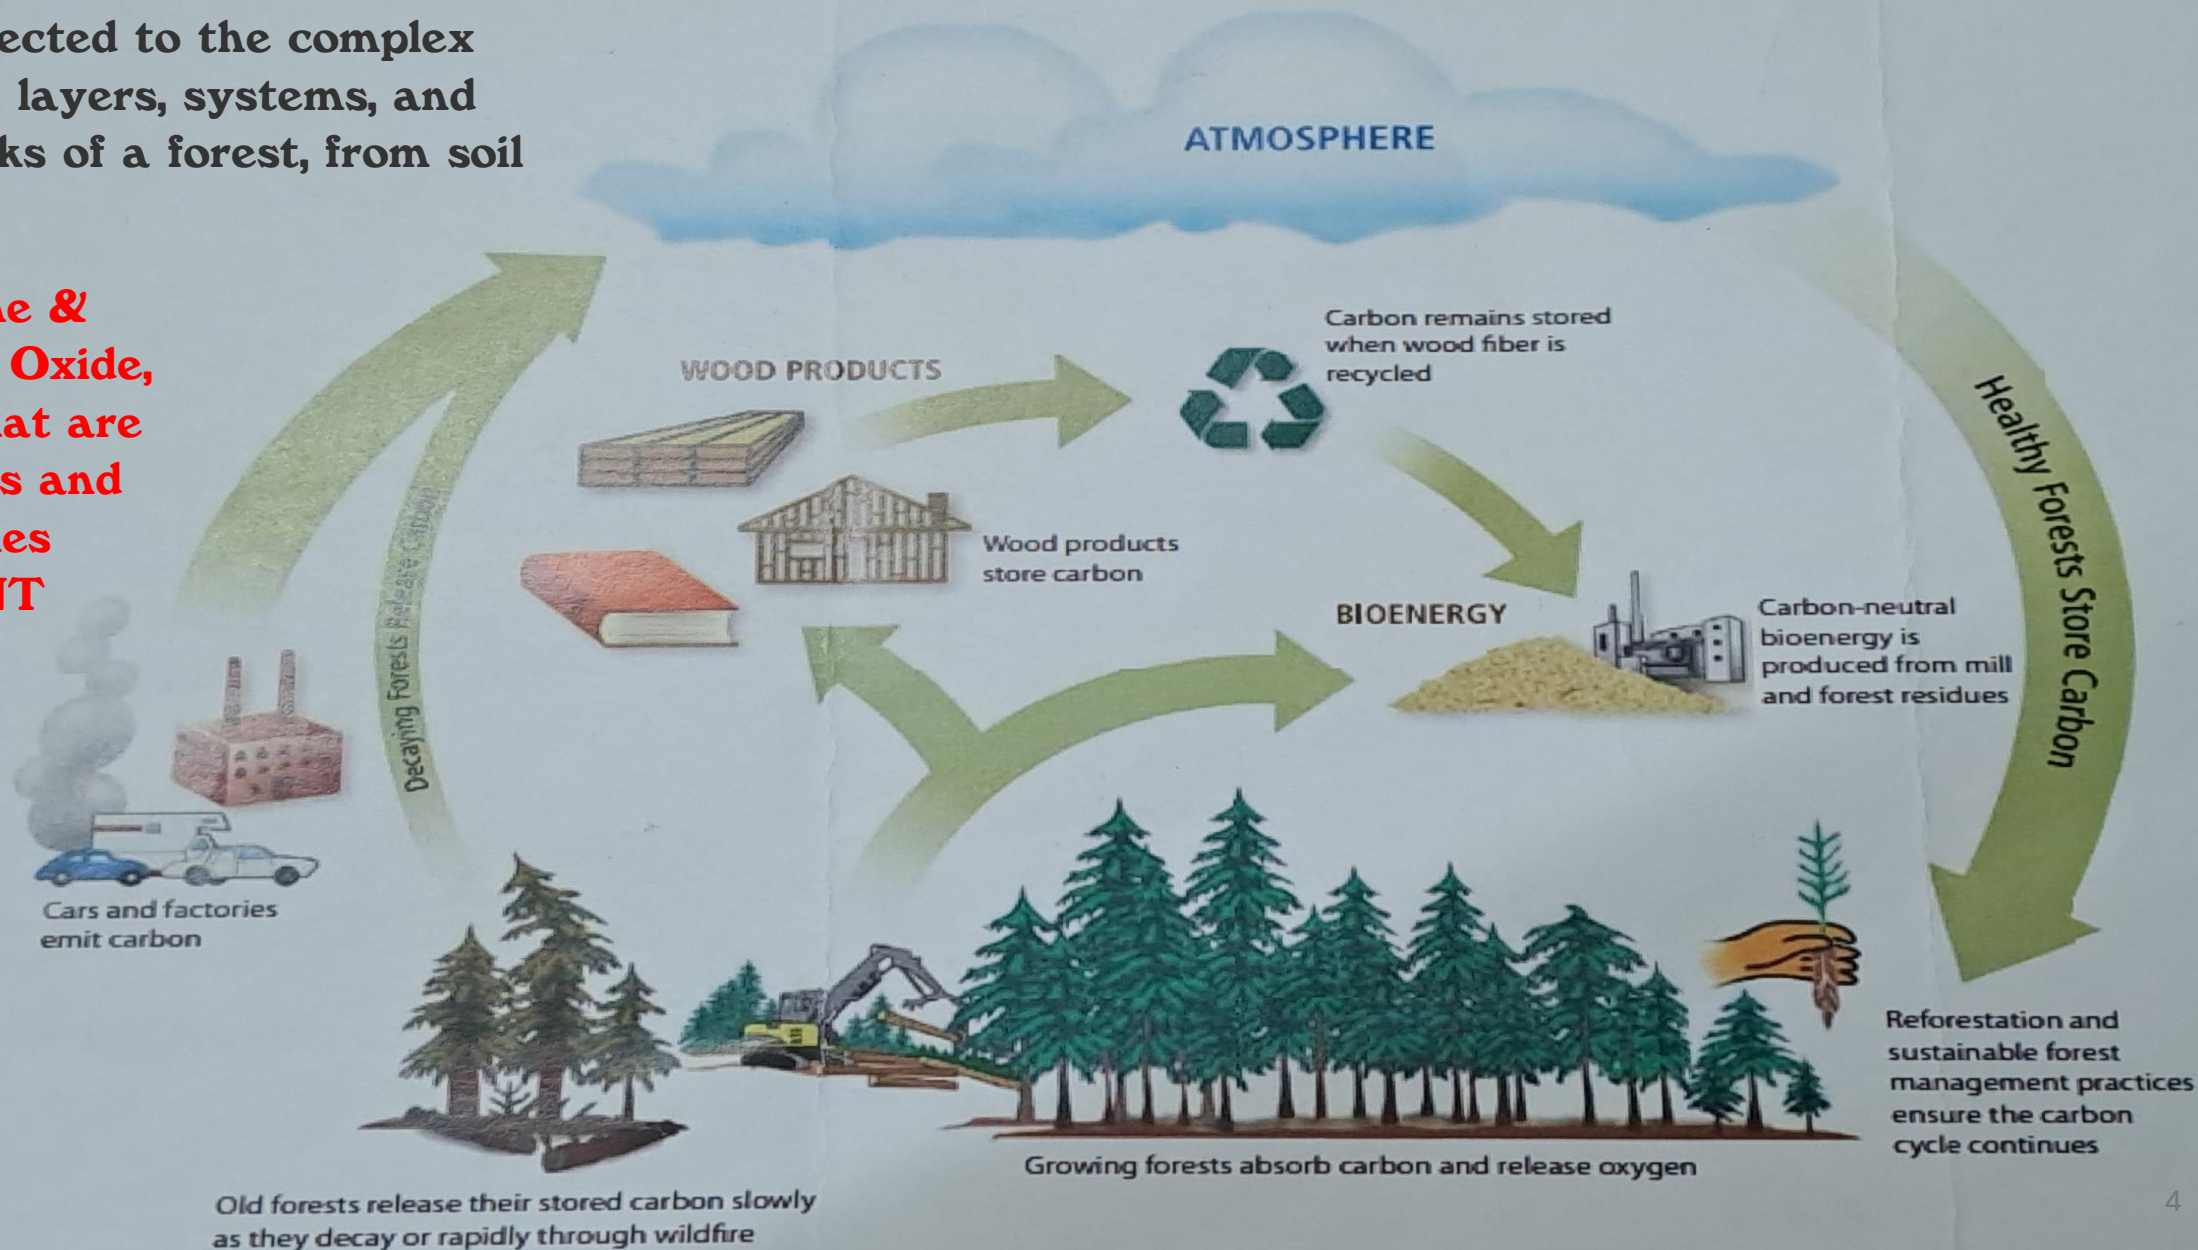 ected to the complex
layers, systems, and
ks of a forest, from soil
e &
Oxide,
at are
s and
es
NT
ATMOSPHERE
WOOD PRODUCTS
Carbon remains stored
when wood fiber is
recycled
Wood products
store carbon
BIOENERGY
Carbon-neutral
bioenergy is
produced from mill
and forest residues
Healthy Forests Store Carbon
Decaying Forests Release Carbon
Cars and factories
emit carbon
Reforestation and
sustainable forest
management practices
ensure the carbon
cycle continues
Growing forests absorb carbon and release oxygen
Old forests release their stored carbon slowly
as they decay or rapidly through wildfire
4